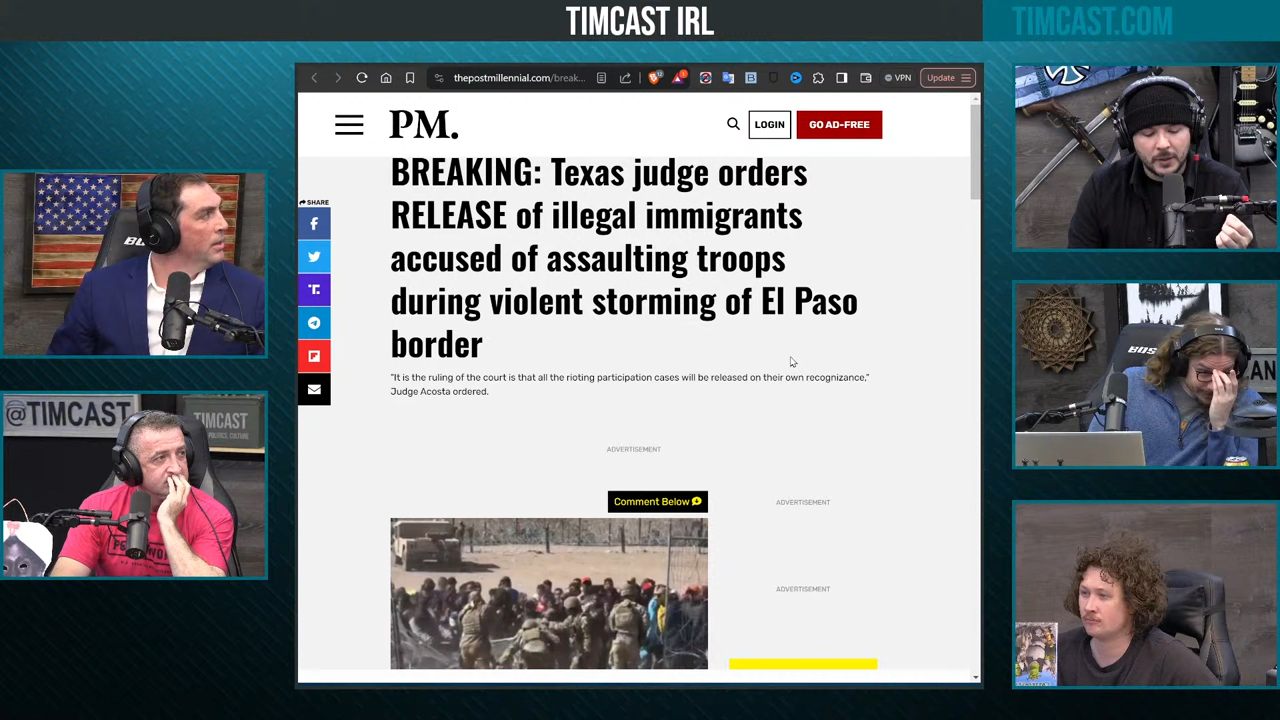 TIMCAST IRL
TIMCAST.COM
thepostmillennial.com/break...
VPN
Update
PM.
LOGIN
GO AD-FREE
SHARE
BREAKING: Texas judge orders
RELEASE of illegal immigrants
accused of assaulting troops
during violent storming of El Paso
border
"It is the ruling of the court is that all the rioting participation cases will be released on their own recognizance,"
Judge Acosta ordered.
ADVERTISEMENT
Comment Below
ADVERTISEMENT
ADVERTISEMENT
@TIMCAST
TIMCAST